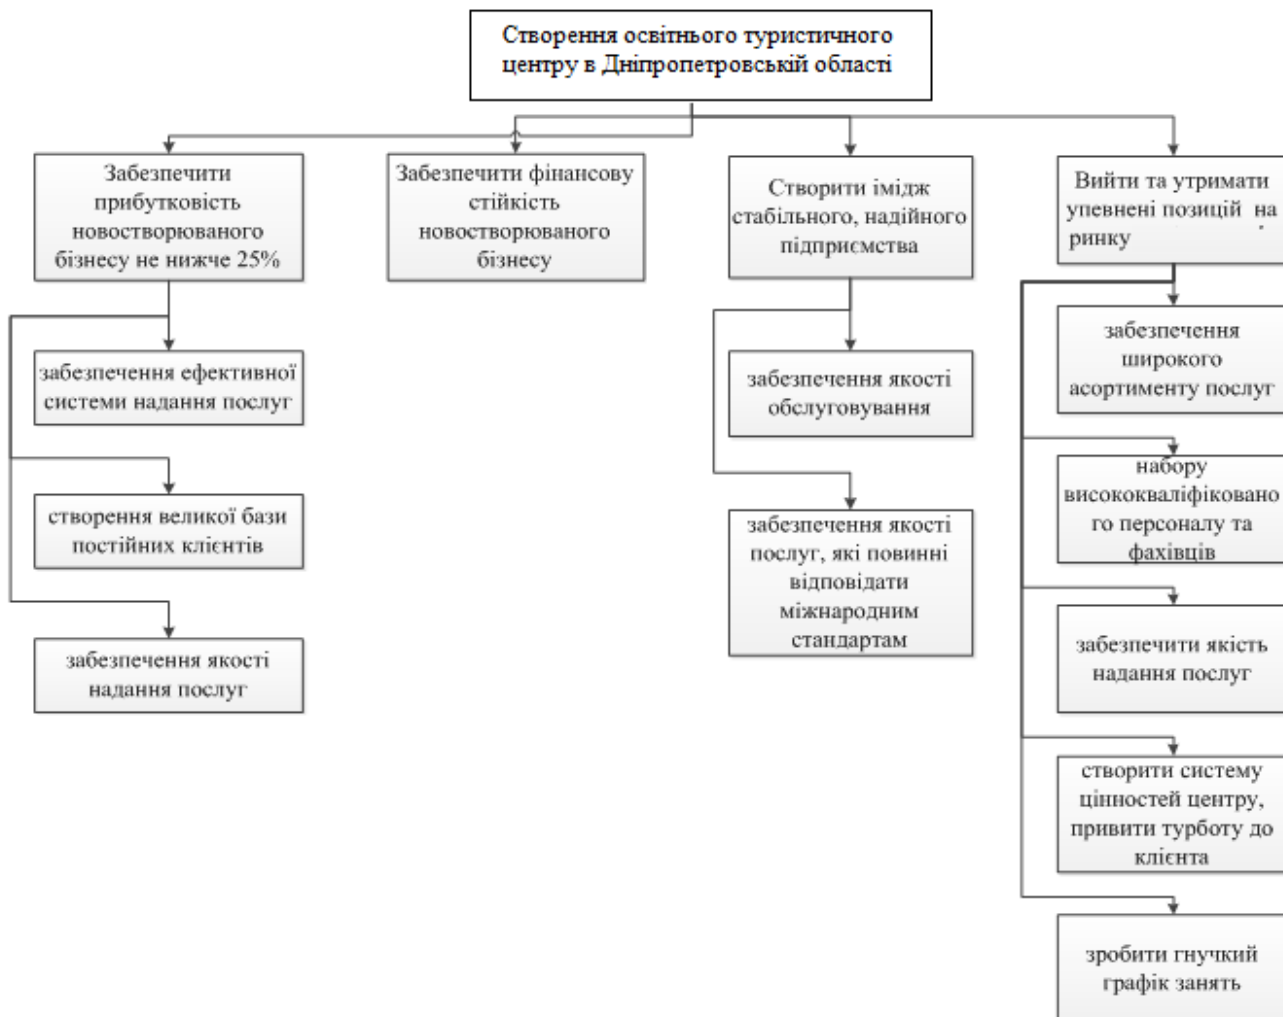 Створення освітнього туристичного
центру в Дніпропетровській області
Забезпечити
прибутковість
новостворюваного
бізнесу не нижче 25%
Забезпечити фінансову
стійкість
новостворюваного
бізнесу
Створити імідж
стабільного, надійного
підприємства
Вийти та утримати
упевнені позицій на
ринку
забезпечення ефективної
системи надання послуг
створення великої бази
постійних клієнтів
забезпечення якості
надання послуг
забезпечення якості
обслуговування
забезпечення якості
послуг, які повинні
відповідати
міжнародним
стандартам
забезпечення
широкого
асортименту послуг
набору
висококваліфіковано
го персоналу та
фахівців
забезпечити якість
надання послуг
створити систему
цінностей центру,
привити турботу до
клієнта
зробити гнучкий
графік занять